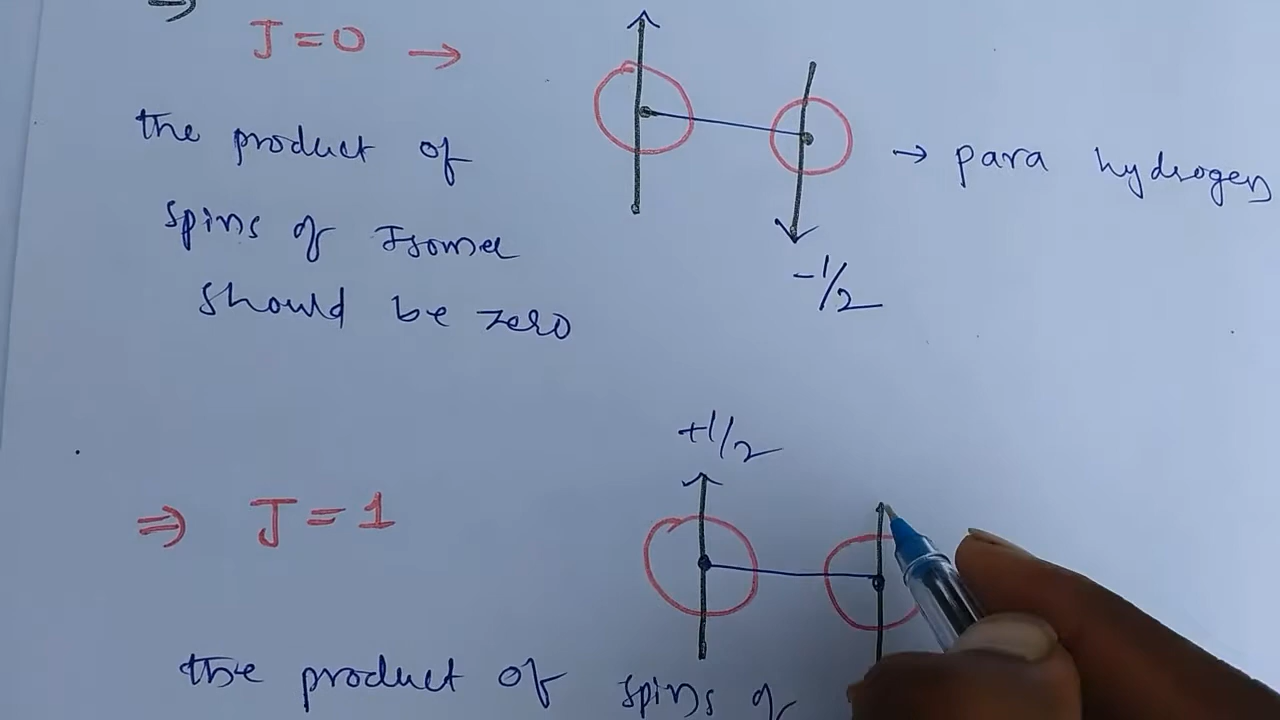 ⇒ J=0 →
the product of
→ para hydrogen
spins of Isomer
-1/2
should be zero
+1/2
⇒ J=1
the product of spins of